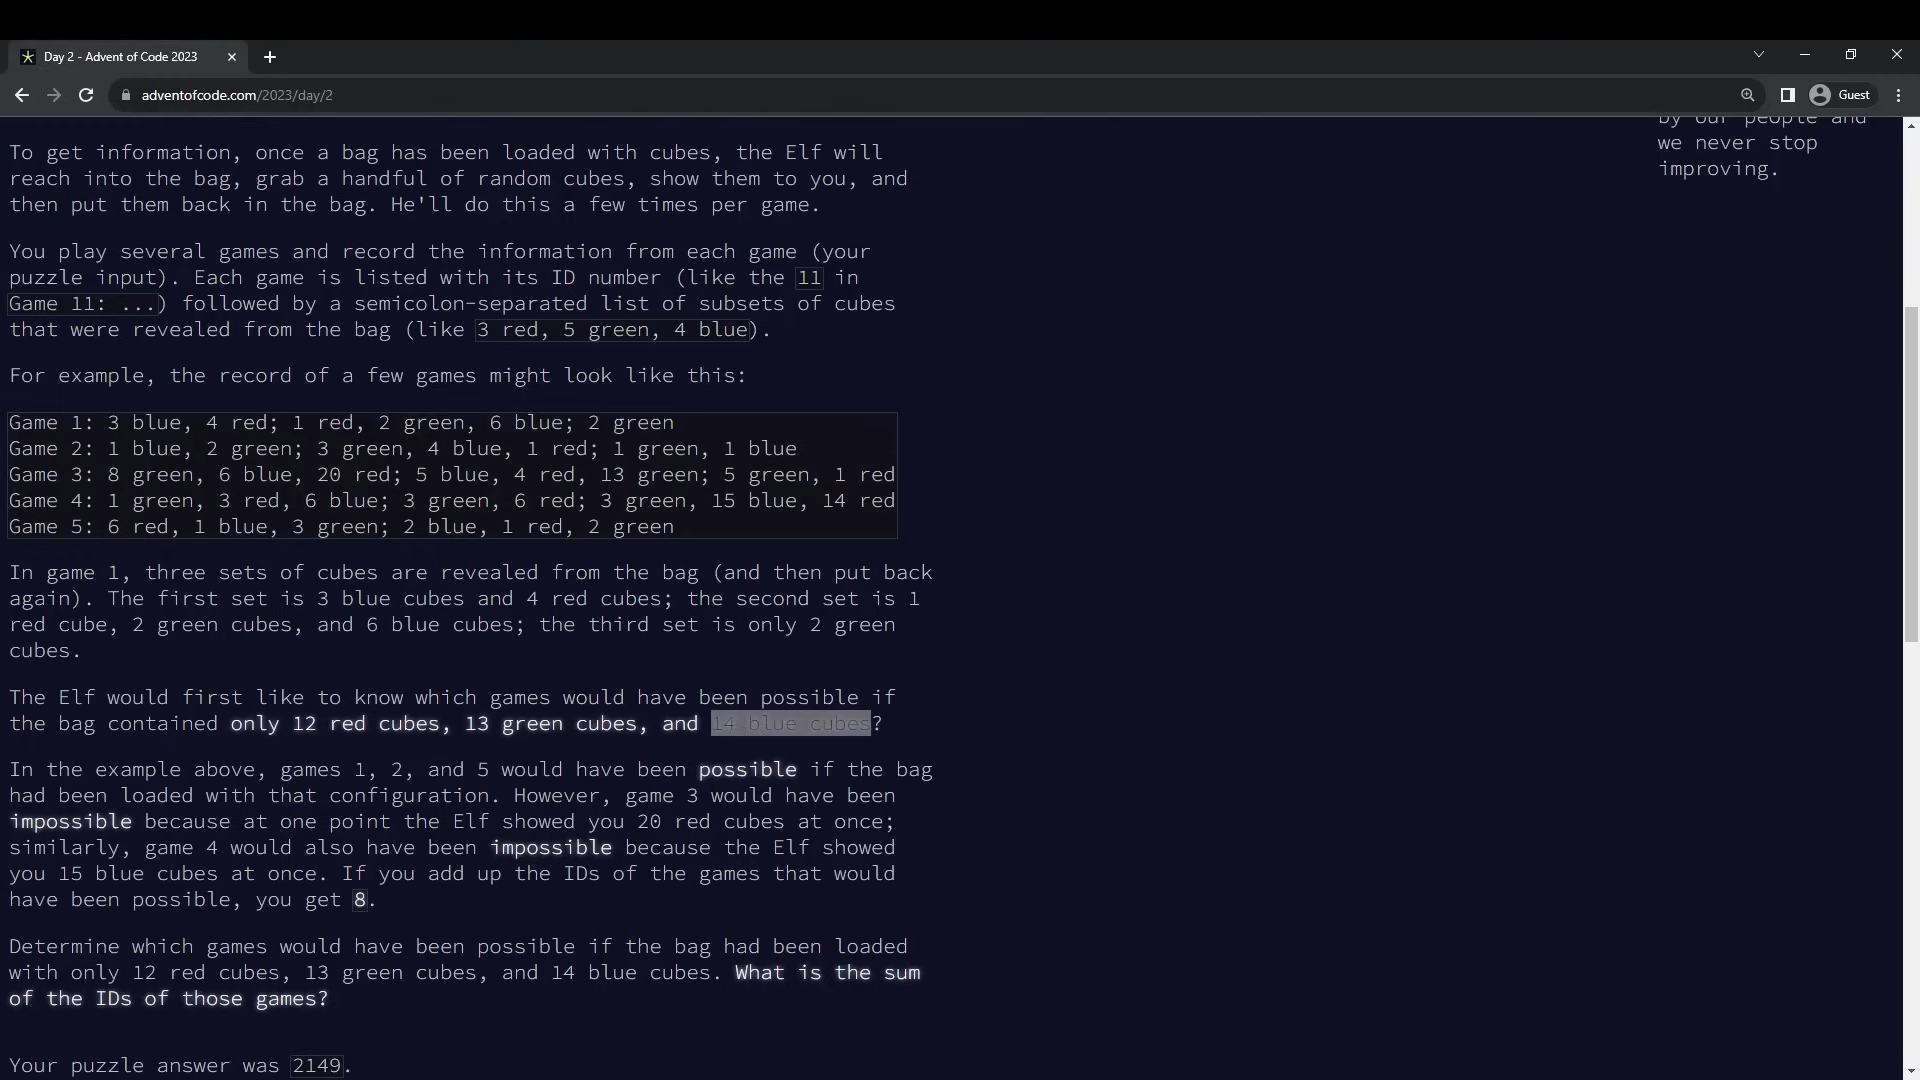 Day 2 - Advent of Code 2023
adventofcode.com/2023/day/2
Guest
by our people and
we never stop
improving.
To get information, once a bag has been loaded with cubes, the Elf will
reach into the bag, grab a handful of random cubes, show them to you, and
then put them back in the bag. He'll do this a few times per game.
You play several games and record the information from each game (your
puzzle input). Each game is listed with its ID number (like the 11 in
Game 11: ...) followed by a semicolon-separated list of subsets of cubes
that were revealed from the bag (like 3 red, 5 green, 4 blue).
For example, the record of a few games might look like this:
Game 1: 3 blue, 4 red; 1 red, 2 green, 6 blue; 2 green
Game 2: 1 blue, 2 green; 3 green, 4 blue, 1 red; 1 green, 1 blue
Game 3: 8 green, 6 blue, 20 red; 5 blue, 4 red, 13 green; 5 green, 1 red
Game 4: 1 green, 3 red, 6 blue; 3 green, 6 red; 3 green, 15 blue, 14 red
Game 5: 6 red, 1 blue, 3 green; 2 blue, 1 red, 2 green
In game 1, three sets of cubes are revealed from the bag (and then put back
again). The first set is 3 blue cubes and 4 red cubes; the second set is 1
red cube, 2 green cubes, and 6 blue cubes; the third set is only 2 green
cubes.
The Elf would first like to know which games would have been possible if
the bag contained only 12 red cubes, 13 green cubes, and 14 blue cubes?
In the example above, games 1, 2, and 5 would have been possible if the bag
had been loaded with that configuration. However, game 3 would have been
impossible because at one point the Elf showed you 20 red cubes at once;
similarly, game 4 would also have been impossible because the Elf showed
you 15 blue cubes at once. If you add up the IDs of the games that would
have been possible, you get 8.
Determine which games would have been possible if the bag had been loaded
with only 12 red cubes, 13 green cubes, and 14 blue cubes. What is the sum
of the IDs of those games?
Your puzzle answer was 2149.